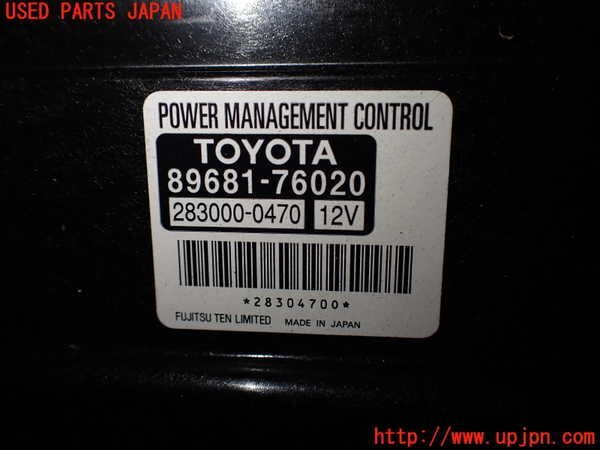 USED PARTS JAPAN
POWER MANAGEMENT CONTROL
TOYOTA
89681-76020
283000-0470 12V
*28304700*
FUJITSU TEN LIMITED MADE IN JAPAN
http://www.upjpn.com/